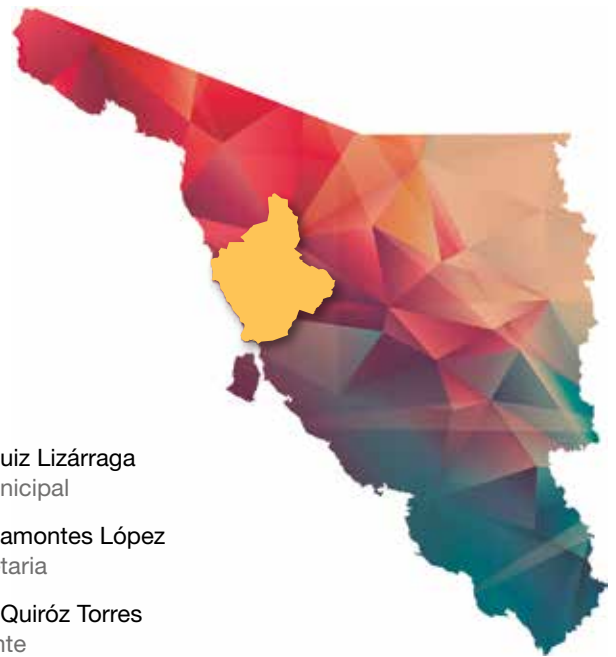 uiz Lizárraga
nicipal
amontes López
taria
Quiróz Torres
nte